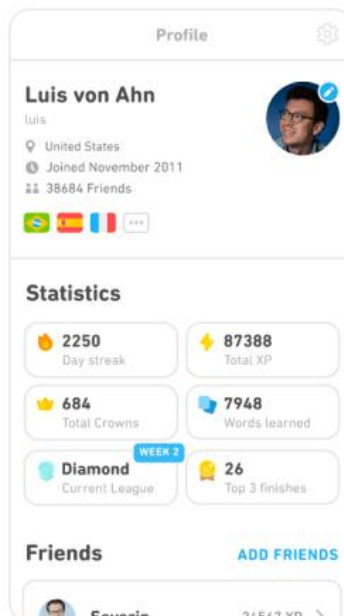 Profile
Luis von Ahn
luis
United States
Joined November 2011
38684 Friends
Statistics
2250
Day streak
87388
Total XP
684
Total Crowns
7948
Words learned
WEEK 2
Diamond
Current League
26
Top 3 finishes
Friends
ADD FRIENDS
Severin